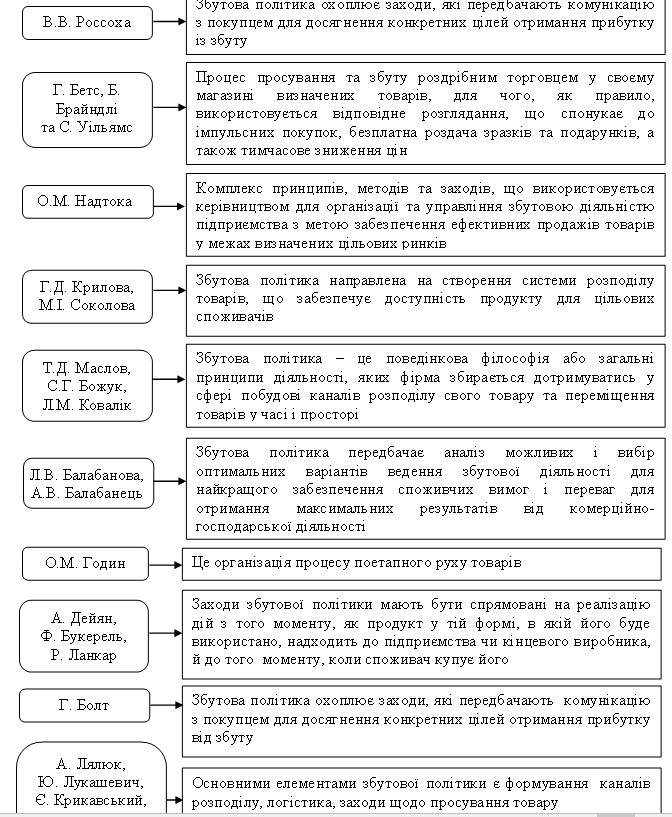 Збутова політика охоплює заходи, які передбачають комунікацію
В.В. Россоха
з покупцем для досягнення конкретних цілей отримання прибутку
із збуту
Г. Бетс, Б.
Брайндлі
та С. Уільямс
Процес просування та збуту роздрібним торговцем у своєму
магазині визначених товарів, для чого, як правило,
використовується відповідне розглядання, що спонукає до
імпульсних покупок, безплатна роздача зразків та подарунків, а
також тимчасове зниження цін
О.М. Надтока
Комплекс принципів, методів та заходів, що використовується
керівництвом для організації та управління збутовою діяльністю
підприємства з метою забезпечення ефективних продажів товарів
у межах визначених цільових ринків
Г.Д. Крилова,
М.І. Соколова
Збутова політика направлена на створення системи розподілу
товарів, що забезпечує доступність продукту для цільових
споживачів
Т.Д. Маслов,
С.Г. Божук,
Л.М. Ковалік
Збутова політика – це поведінкова філософія або загальні
принципи діяльності, яких фірма збирається дотримуватись у
сфері побудові каналів розподілу свого товару та переміщення
товарів у часі і просторі
Л.В. Балабанова,
А.В. Балабанець
Збутова політика передбачає аналіз можливих і вибір
оптимальних варіантів ведення збутової діяльності для
найкращого забезпечення споживчих вимог і переваг для
отримання максимальних результатів від комерційно-
господарської діяльності
О.М. Годин
Це організація процесу поетапного руху товарів
А. Дейян,
Ф. Букерель,
Р. Ланкар
Заходи збутової політики мають бути спрямовані на реалізацію
дій з того моменту, як продукт у тій формі, в якій його буде
використано, надходить до підприємства чи кінцевого виробника,
й до того моменту, коли споживач купує його
Г. Болт
Збутова політика охоплює заходи, які передбачають комунікацію
з покупцем для досягнення конкретних цілей отримання прибутку
від збуту
А. Лялюк,
Ю. Лукашевич,
Є. Крикавський,
Основними елементами збутової політики є формування каналів
розподілу, логістика, заходи щодо просування товару